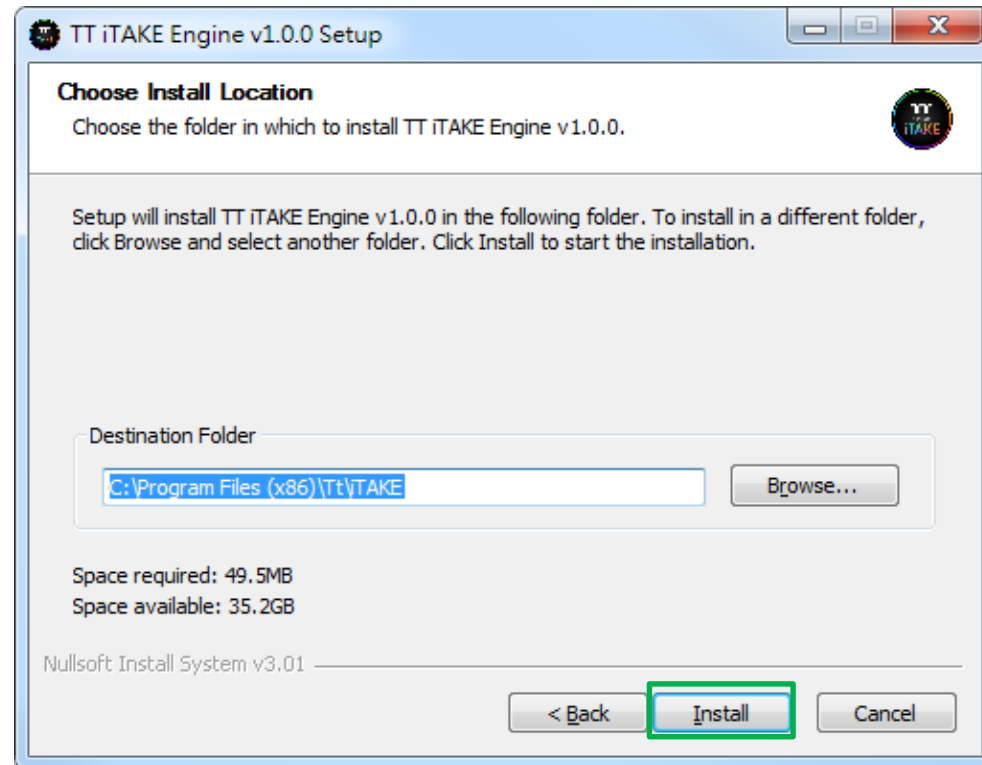 TT iTAKE Engine v1.0.0 Setup
Choose Install Location
Choose the folder in which to install TT iTAKE Engine v1.0.0.
TT
iTAKE
Setup will install TT iTAKE Engine v1.0.0 in the following folder. To install in a different folder,
click Browse and select another folder. Click Install to start the installation.
Destination Folder
C:\Program Files (x86)\Tt\iTAKE
Browse...
Space required: 49.5MB
Space available: 35.2GB
Nullsoft Install System v3.01
< Back
Install
Cancel